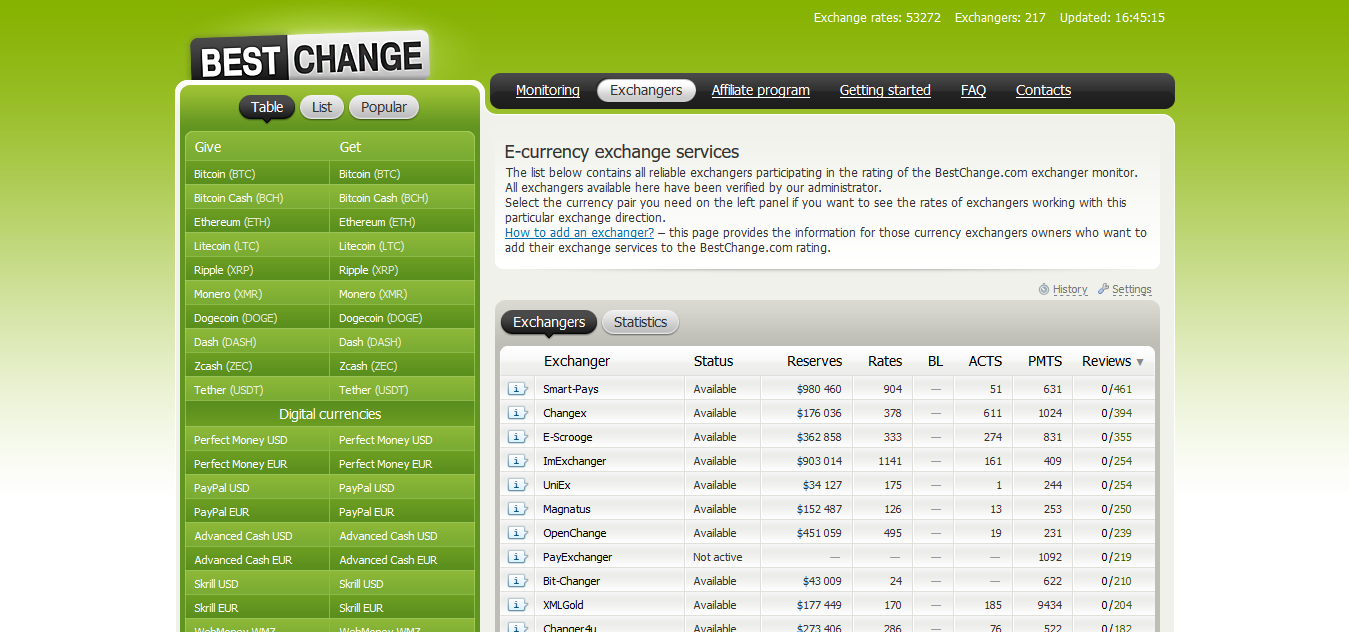 Exchange rates: 53272 Exchangers: 217 Updated: 16:45:15
BEST CHANGE
Monitoring Exchangers Affiliate program Getting started FAQ Contacts
Table List Popular
Give Get
Bitcoin (BTC) Bitcoin (BTC)
Bitcoin Cash (BCH) Bitcoin Cash (BCH)
Ethereum (ETH) Ethereum (ETH)
Litecoin (LTC) Litecoin (LTC)
Ripple (XRP) Ripple (XRP)
Monero (XMR) Monero (XMR)
Dogecoin (DOGE) Dogecoin (DOGE)
Dash (DASH) Dash (DASH)
Zcash (ZEC) Zcash (ZEC)
Tether (USDT) Tether (USDT)
Digital currencies
Perfect Money USD Perfect Money USD
Perfect Money EUR Perfect Money EUR
PayPal USD PayPal USD
PayPal EUR PayPal EUR
Advanced Cash USD Advanced Cash USD
Advanced Cash EUR Advanced Cash EUR
Skrill USD Skrill USD
Skrill EUR Skrill EUR
WebMoney WMZ WebMoney WMZ
E-currency exchange services
The list below contains all reliable exchangers participating in the rating of the BestChange.com exchanger monitor.
All exchangers available here have been verified by our administrator.
Select the currency pair you need on the left panel if you want to see the rates of exchangers working with this
particular exchange direction.
How to add an exchanger? – this page provides the information for those currency exchangers owners who want to
add their exchange services to the BestChange.com rating.
History Settings
Exchangers Statistics
Exchanger Status Reserves Rates BL ACTS PMTS Reviews ▼
Smart-Pays Available $980 460 904 — 51 631 0/461
Changex Available $176 036 378 — 611 1024 0/394
E-Scrooge Available $362 858 333 — 274 831 0/355
ImExchanger Available $903 014 1141 — 161 409 0/254
UniEx Available $34 127 175 — 1 244 0/254
Magnatus Available $152 487 126 — 13 253 0/250
OpenChange Available $451 059 495 — 19 231 0/239
PayExchanger Not active — — — — 1092 0/219
Bit-Changer Available $43 009 24 — — 622 0/210
XMLGold Available $177 449 170 — 185 9434 0/204
Changer4u Available $273 406 286 — 76 522 0/182